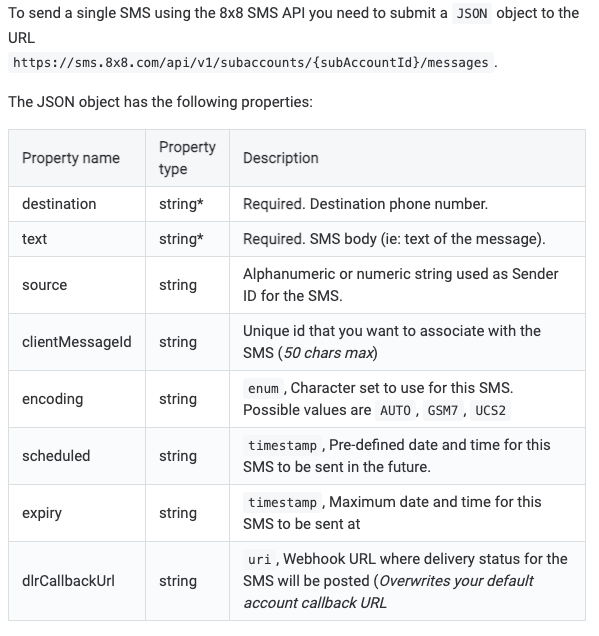 To send a single SMS using the 8x8 SMS API you need to submit a JSON object to the
URL
https://sms.8x8.com/api/v1/subaccounts/{subAccountId}/messages .
The JSON object has the following properties:
Property name Property type Description
destination string* Required. Destination phone number.
text string* Required. SMS body (ie: text of the message).
source string Alphanumeric or numeric string used as Sender
ID for the SMS.
clientMessageId string Unique id that you want to associate with the
SMS (50 chars max)
encoding string enum , Character set to use for this SMS.
Possible values are AUTO , GSM7 , UCS2
scheduled string timestamp , Pre-defined date and time for this
SMS to be sent in the future.
expiry string timestamp , Maximum date and time for this
SMS to be sent at
dlrCallbackUrl string uri , Webhook URL where delivery status for the
SMS will be posted (Overwrites your default
account callback URL